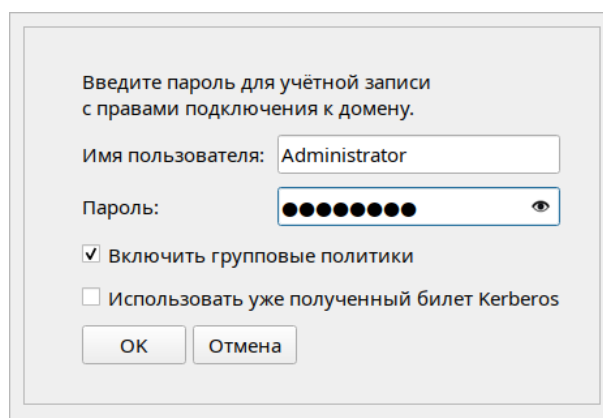 Введите пароль для учётной записи
с правами подключения к домену.
Имя пользователя: Administrator
Пароль: ●●●●●●●●
Включить групповые политики
Использовать уже полученный билет Kerberos
OK Отмена